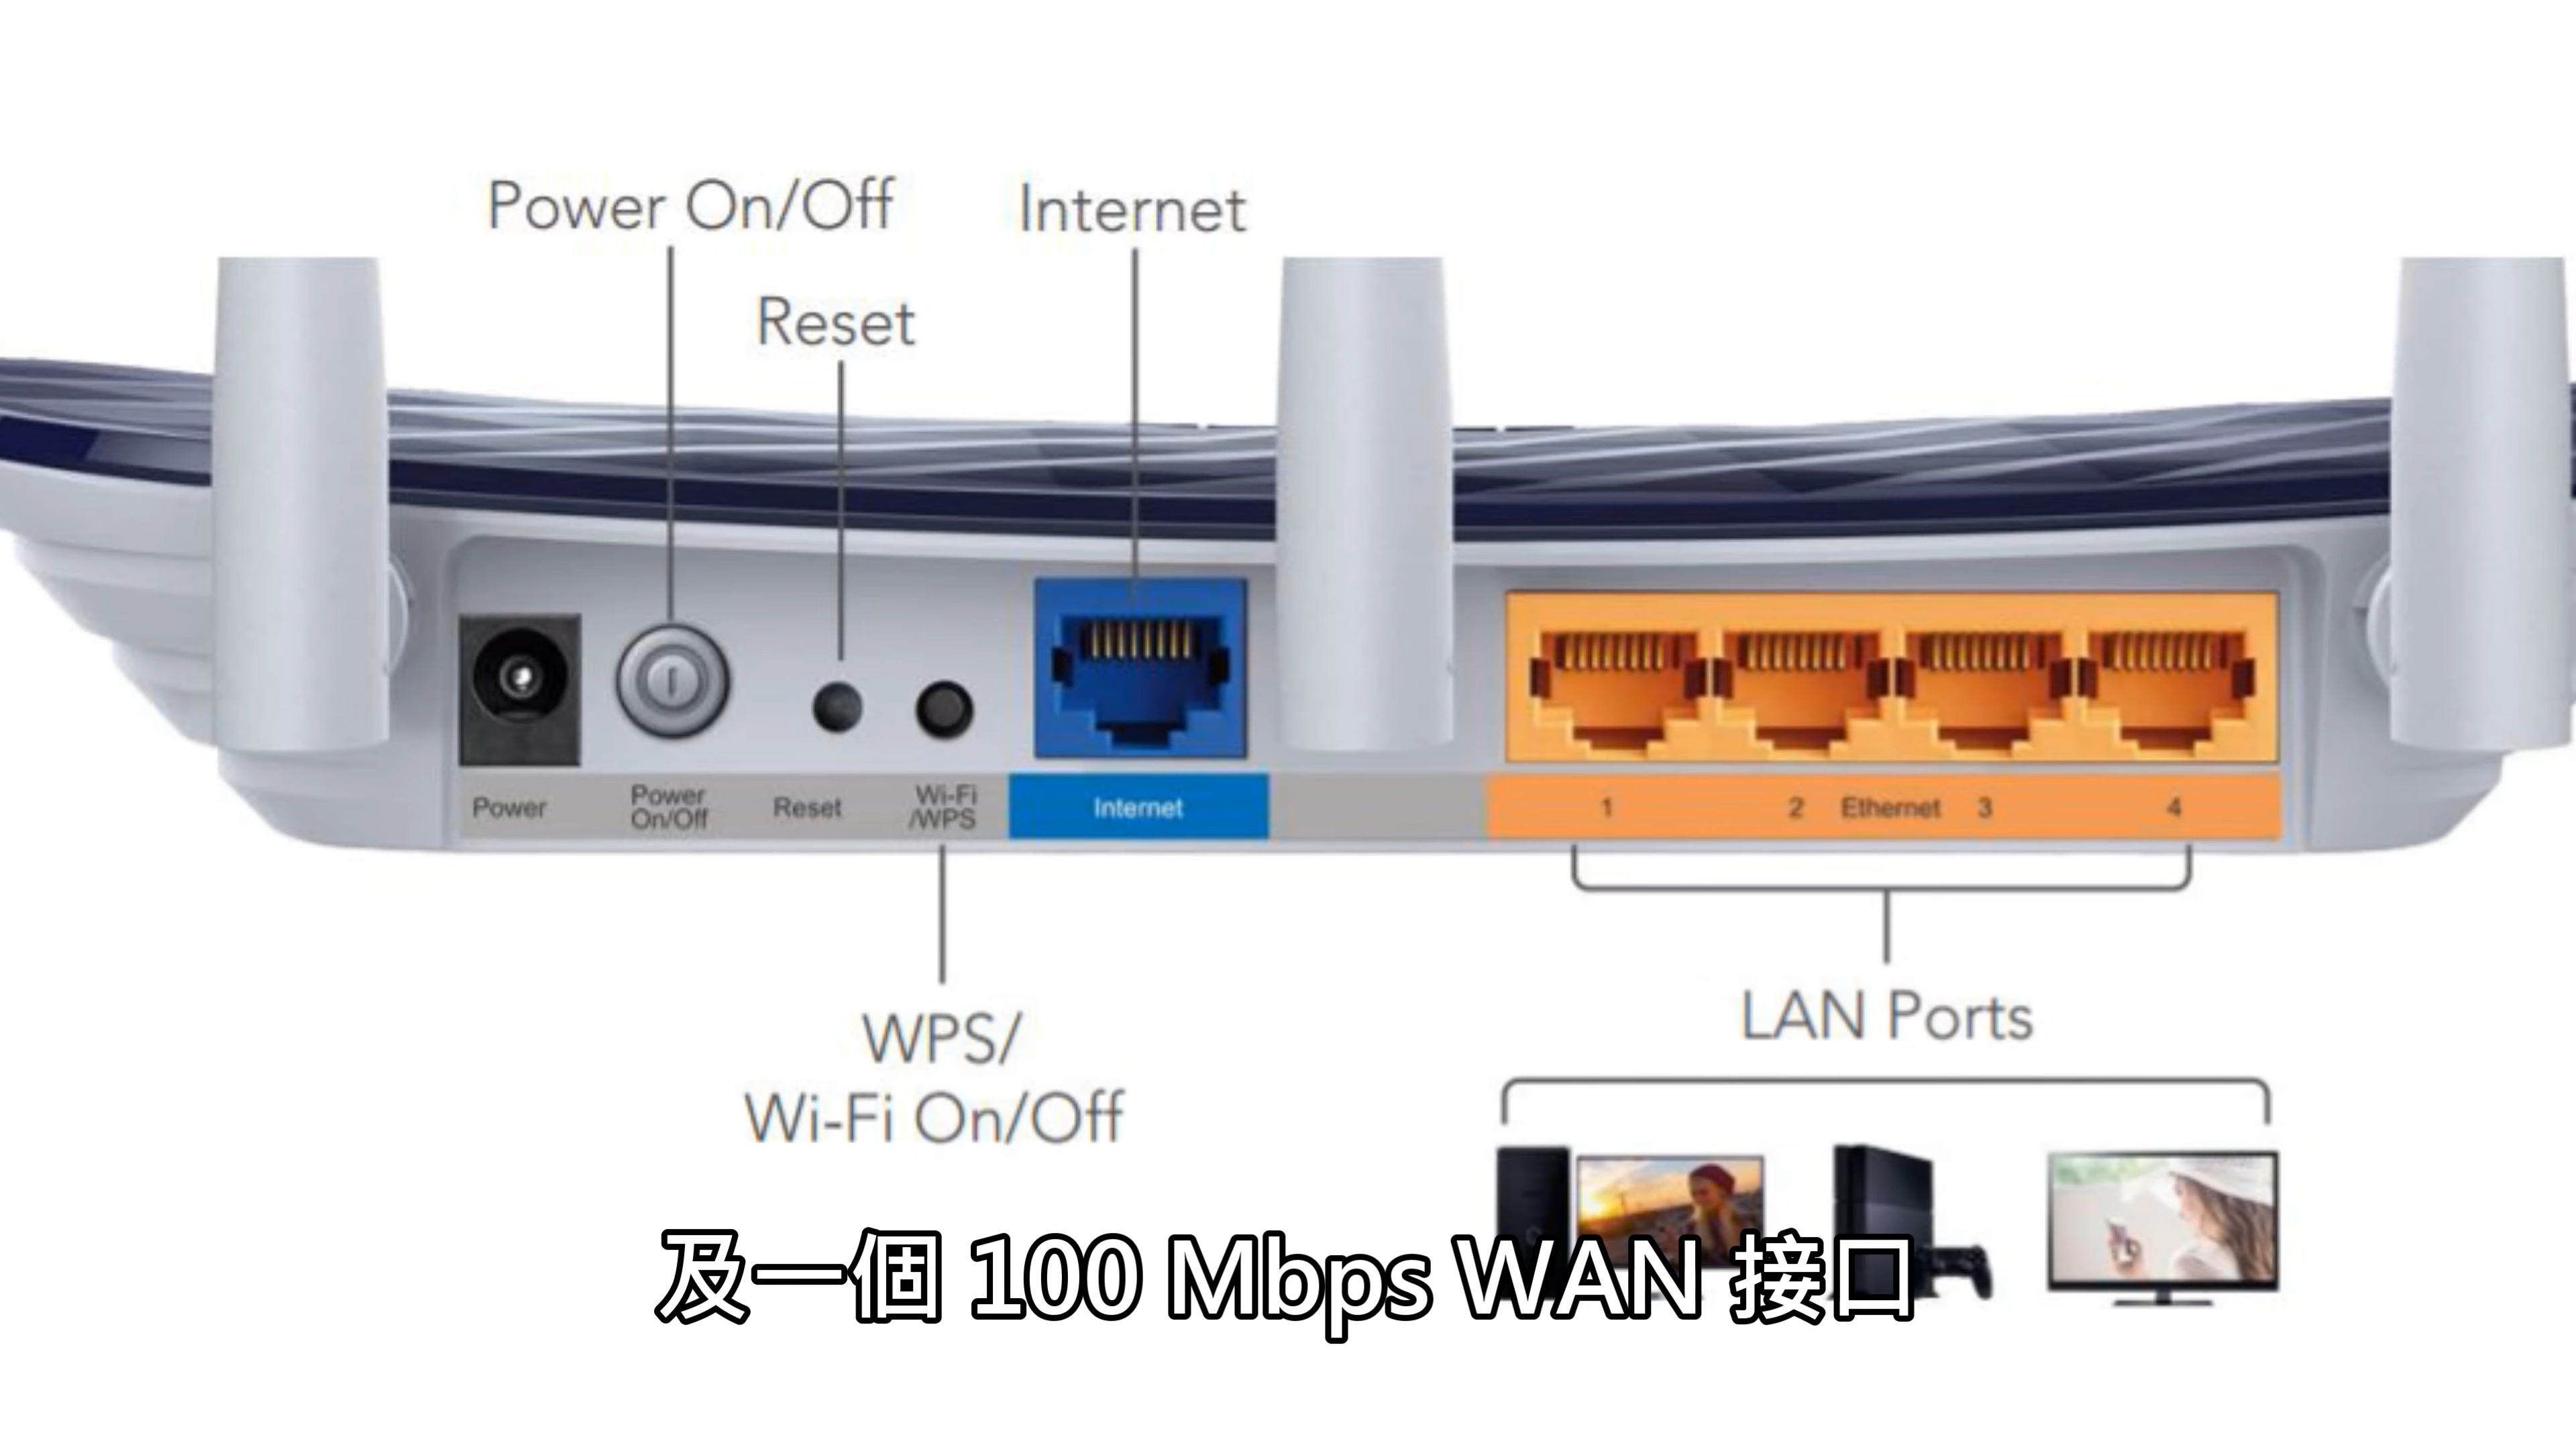 Power On/Off
Internet
Reset
Power
Power
On/Off
Reset
Wi-Fi
/WPS
Internet
1 2 Ethernet 3 4
WPS/
Wi-Fi On/Off
LAN Ports
及一個 100 Mbps WAN 接口